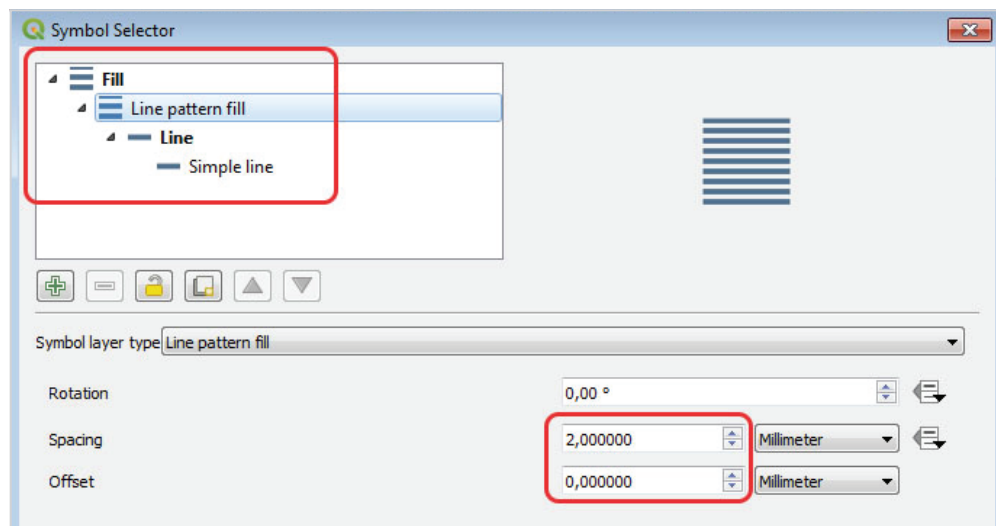 Symbol Selector
Fill
Line pattern fill
Line
Simple line
Symbol layer type Line pattern fill
Rotation 0,00 °
Spacing 2,000000 Millimeter
Offset 0,000000 Millimeter